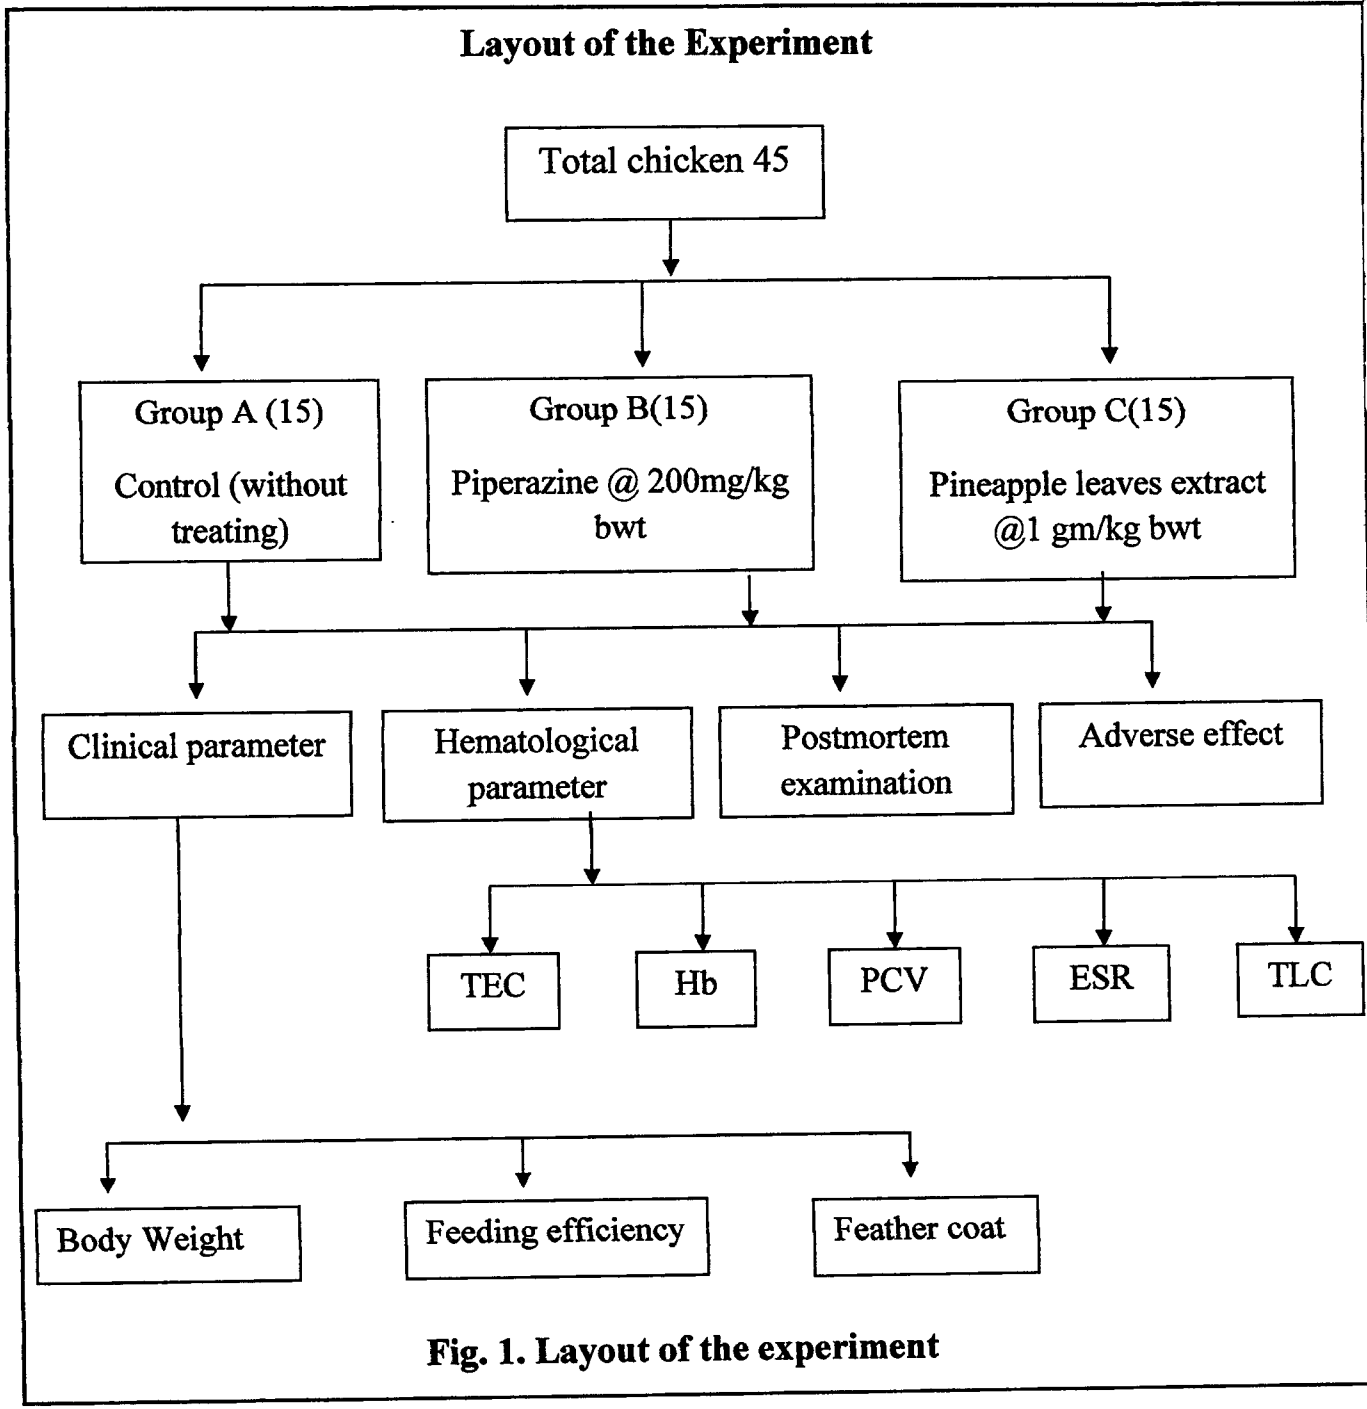 Layout of the Experiment
Total chicken 45
Group A (15)
Control (without
treating)
Group B(15)
Piperazine @ 200mg/kg
bwt
Group C(15)
Pineapple leaves extract
@1 gm/kg bwt
Clinical parameter
Hematological
parameter
Postmortem
examination
Adverse effect
TEC
Hb
PCV
ESR
TLC
Body Weight
Feeding efficiency
Feather coat
Fig. 1. Layout of the experiment